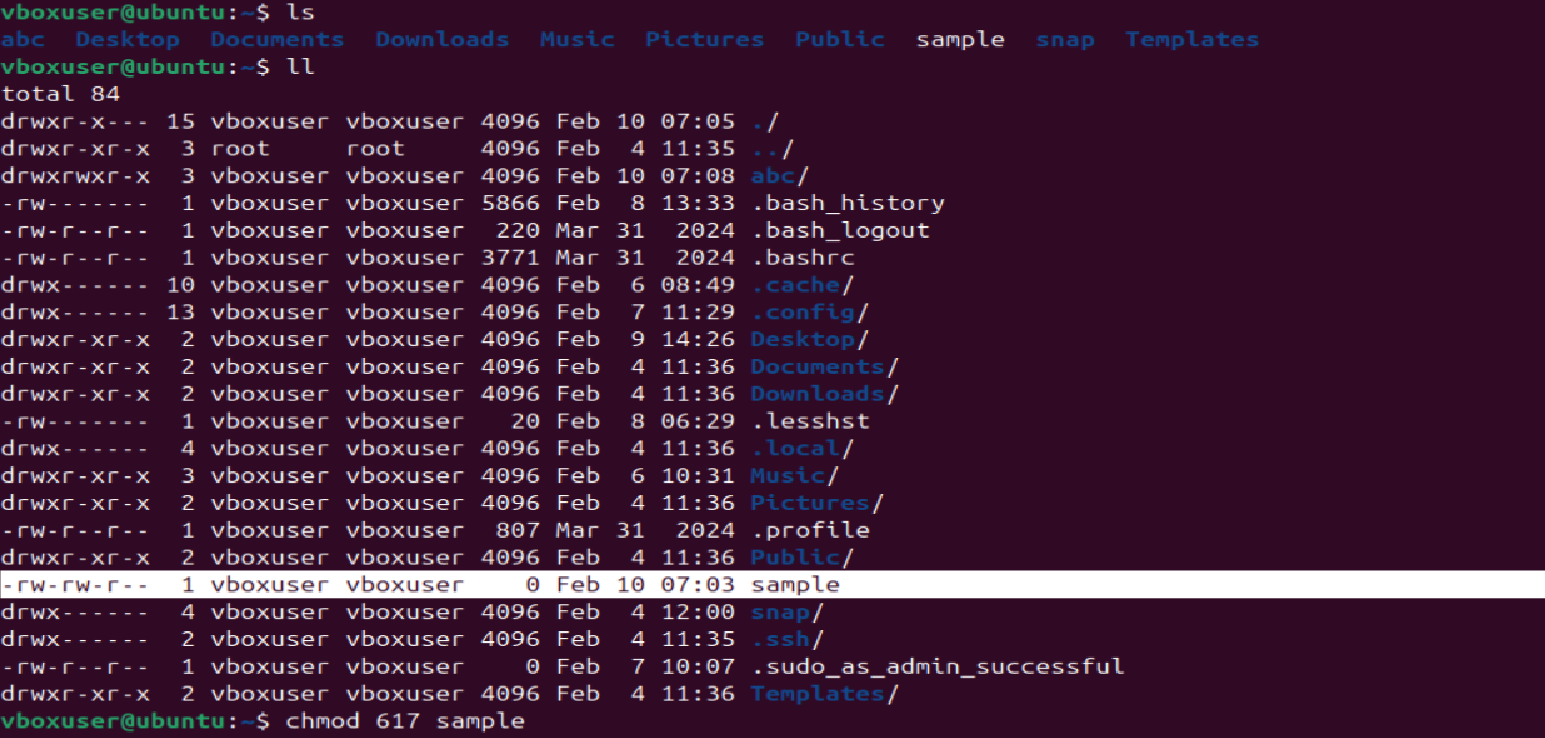 vboxuser@ubuntu:~$ ls
abc  Desktop  Documents  Downloads  Music  Pictures  Public  sample  snap  Templates
vboxuser@ubuntu:~$ ll
total 84
drwxr-x--- 15 vboxuser vboxuser 4096 Feb 10 07:05 ./
drwxr-xr-x  3 root     root     4096 Feb  4 11:35 ../
drwxrwxr-x  3 vboxuser vboxuser 4096 Feb 10 07:08 abc/
-rw-------  1 vboxuser vboxuser 5866 Feb  8 13:33 .bash_history
-rw-r--r--  1 vboxuser vboxuser  220 Mar 31  2024 .bash_logout
-rw-r--r--  1 vboxuser vboxuser 3771 Mar 31  2024 .bashrc
drwx------ 10 vboxuser vboxuser 4096 Feb  6 08:49 .cache/
drwx------ 13 vboxuser vboxuser 4096 Feb  7 11:29 .config/
drwxr-xr-x  2 vboxuser vboxuser 4096 Feb  9 14:26 Desktop/
drwxr-xr-x  2 vboxuser vboxuser 4096 Feb  4 11:36 Documents/
drwxr-xr-x  2 vboxuser vboxuser 4096 Feb  4 11:36 Downloads/
-rw-------  1 vboxuser vboxuser   20 Feb  8 06:29 .lesshst
drwx------  4 vboxuser vboxuser 4096 Feb  4 11:36 .local/
drwxr-xr-x  3 vboxuser vboxuser 4096 Feb  6 10:31 Music/
drwxr-xr-x  2 vboxuser vboxuser 4096 Feb  4 11:36 Pictures/
-rw-r--r--  1 vboxuser vboxuser  807 Mar 31  2024 .profile
drwxr-xr-x  2 vboxuser vboxuser 4096 Feb  4 11:36 Public/
-rw-rw-r--  1 vboxuser vboxuser    0 Feb 10 07:03 sample
drwx------  4 vboxuser vboxuser 4096 Feb  4 12:00 snap/
drwx------  2 vboxuser vboxuser 4096 Feb  4 11:35 .ssh/
-rw-r--r--  1 vboxuser vboxuser    0 Feb  7 10:07 .sudo_as_admin_successful
drwxr-xr-x  2 vboxuser vboxuser 4096 Feb  4 11:36 Templates/
vboxuser@ubuntu:~$ chmod 617 sample